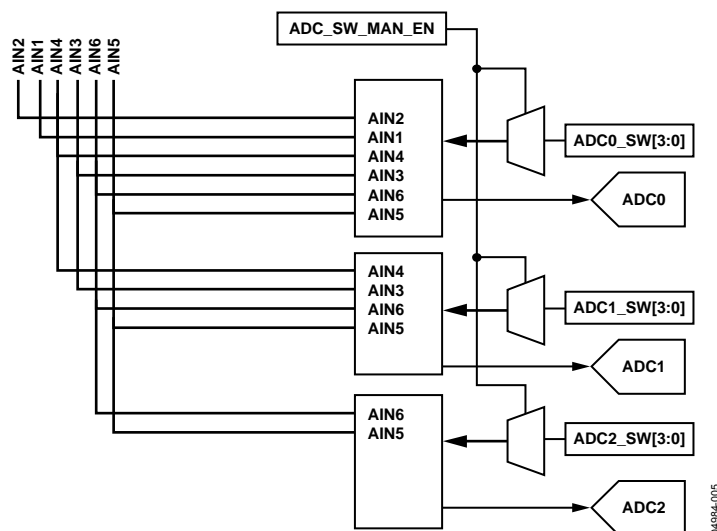 ADC_SW_MAN_EN
AIN2
AIN1
AIN4
AIN3
AIN6
AIN5
AIN2
AIN1
AIN4
AIN3
AIN6
AIN5
ADC0_SW[3:0]
ADC0
AIN4
AIN3
AIN6
AIN5
ADC1_SW[3:0]
ADC1
AIN6
AIN5
ADC2_SW[3:0]
ADC2